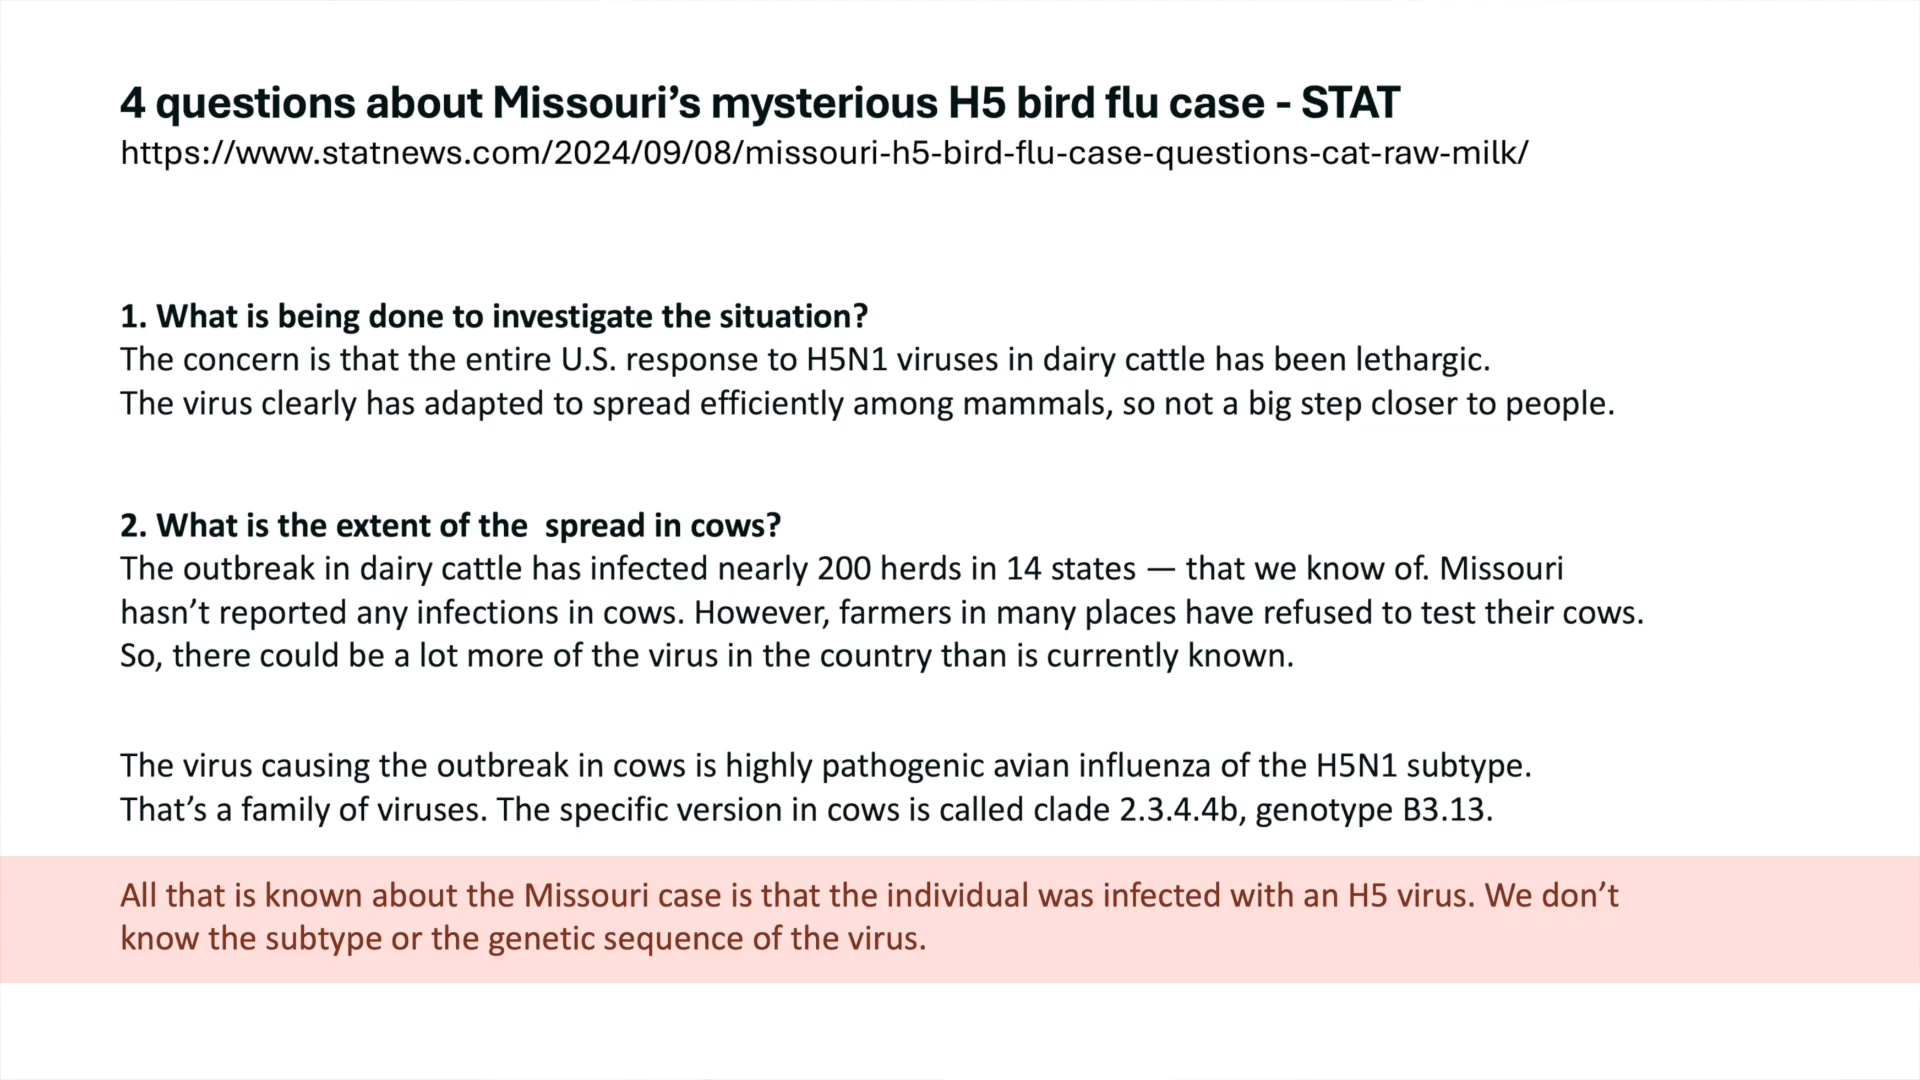 4 questions about Missouri’s mysterious H5 bird flu case - STAT
https://www.statnews.com/2024/09/08/missouri-h5-bird-flu-case-questions-cat-raw-milk/
1. What is being done to investigate the situation?
The concern is that the entire U.S. response to H5N1 viruses in dairy cattle has been lethargic.
The virus clearly has adapted to spread efficiently among mammals, so not a big step closer to people.
2. What is the extent of the  spread in cows?
The outbreak in dairy cattle has infected nearly 200 herds in 14 states — that we know of. Missouri
hasn’t reported any infections in cows. However, farmers in many places have refused to test their cows.
So, there could be a lot more of the virus in the country than is currently known.
The virus causing the outbreak in cows is highly pathogenic avian influenza of the H5N1 subtype.
That’s a family of viruses. The specific version in cows is called clade 2.3.4.4b, genotype B3.13.
All that is known about the Missouri case is that the individual was infected with an H5 virus. We don’t
know the subtype or the genetic sequence of the virus.